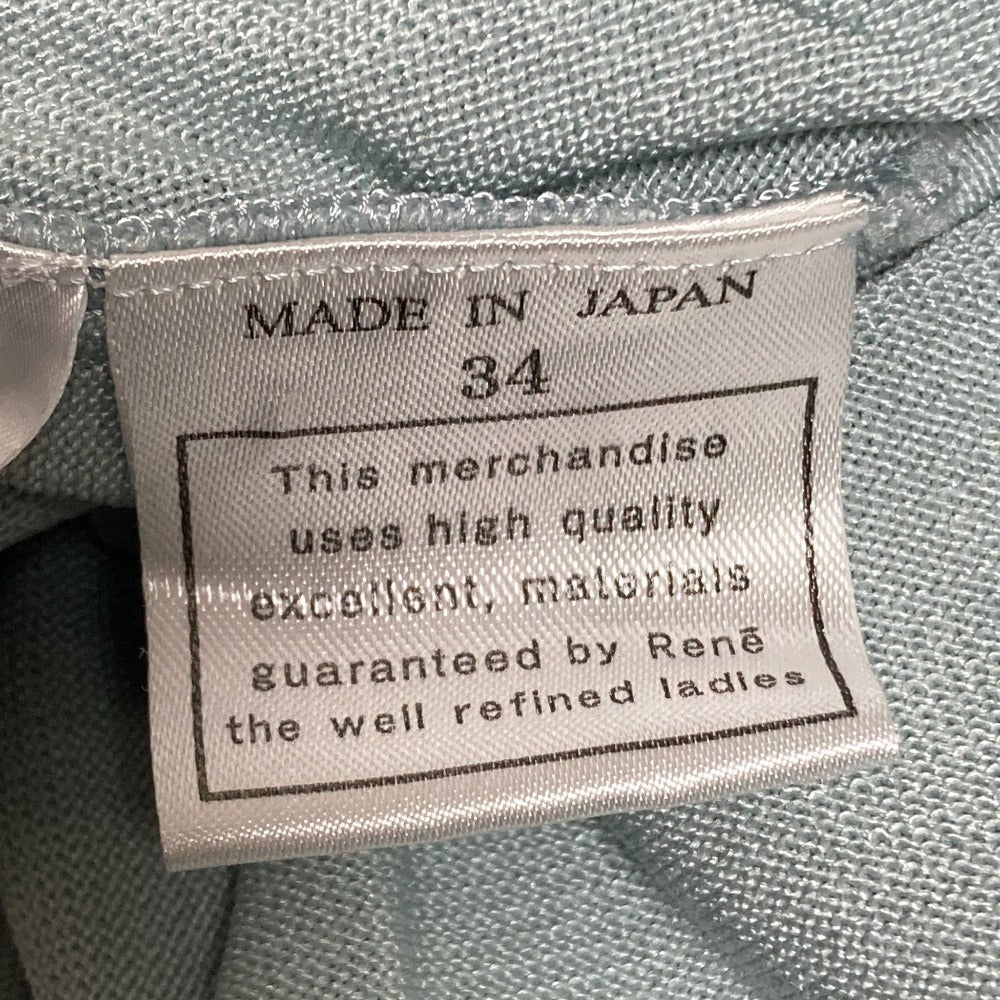 MADE IN JAPAN
34
This merchandise
uses high quality
excellent, materials
guaranteed by Renē
the well refined ladies